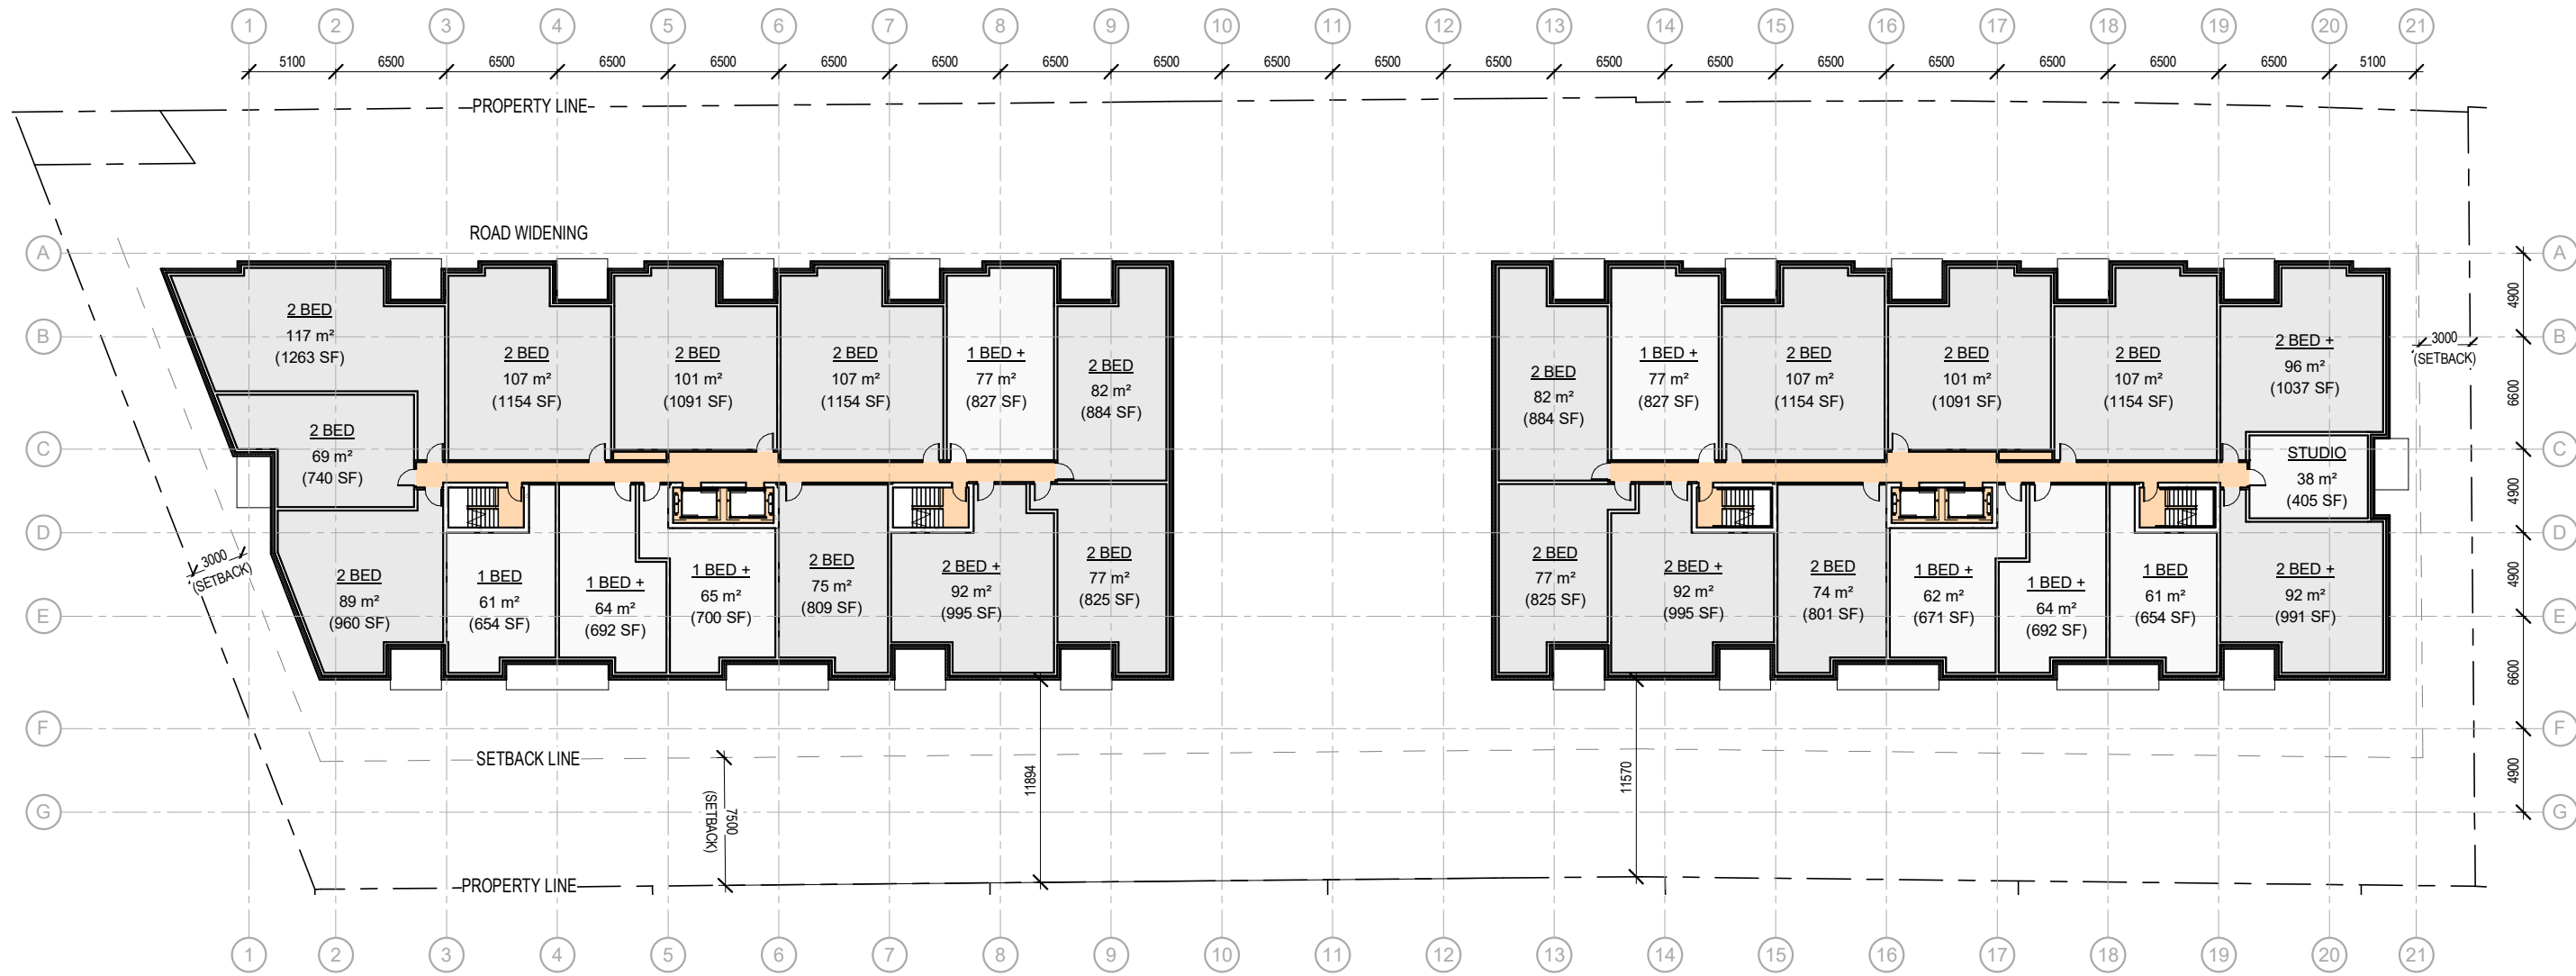 1 2 3 4 5 6 7 8 9 10 11 12 13 14 15 16 17 18 19 20 21
5100 6500 6500 6500 6500 6500 6500 6500 6500 6500 6500 6500 6500 6500 6500 6500 6500 6500 6500 5100
PROPERTY LINE
ROAD WIDENING
A A
4900
B B
3000
(SETBACK)
6600
C C
4900
D D
4900
E E
6600
F F
4900
G G
2 BED
117 m²
(1263 SF)
2 BED
107 m²
(1154 SF)
2 BED
101 m²
(1091 SF)
2 BED
107 m²
(1154 SF)
1 BED +
77 m²
(827 SF)
2 BED
82 m²
(884 SF)
2 BED
69 m²
(740 SF)
2 BED
89 m²
(960 SF)
1 BED
61 m²
(654 SF)
1 BED +
64 m²
(692 SF)
1 BED +
65 m²
(700 SF)
2 BED
75 m²
(809 SF)
2 BED +
92 m²
(995 SF)
2 BED
77 m²
(825 SF)
2 BED
82 m²
(884 SF)
1 BED +
77 m²
(827 SF)
2 BED
107 m²
(1154 SF)
2 BED
101 m²
(1091 SF)
2 BED
107 m²
(1154 SF)
2 BED +
96 m²
(1037 SF)
STUDIO
38 m²
(405 SF)
2 BED
77 m²
(825 SF)
2 BED +
92 m²
(995 SF)
2 BED
74 m²
(801 SF)
1 BED +
62 m²
(671 SF)
1 BED +
64 m²
(692 SF)
1 BED
61 m²
(654 SF)
2 BED +
92 m²
(991 SF)
3000
(SETBACK)
SETBACK LINE
7500
(SETBACK)
11894
11570
PROPERTY LINE
1 2 3 4 5 6 7 8 9 10 11 12 13 14 15 16 17 18 19 20 21